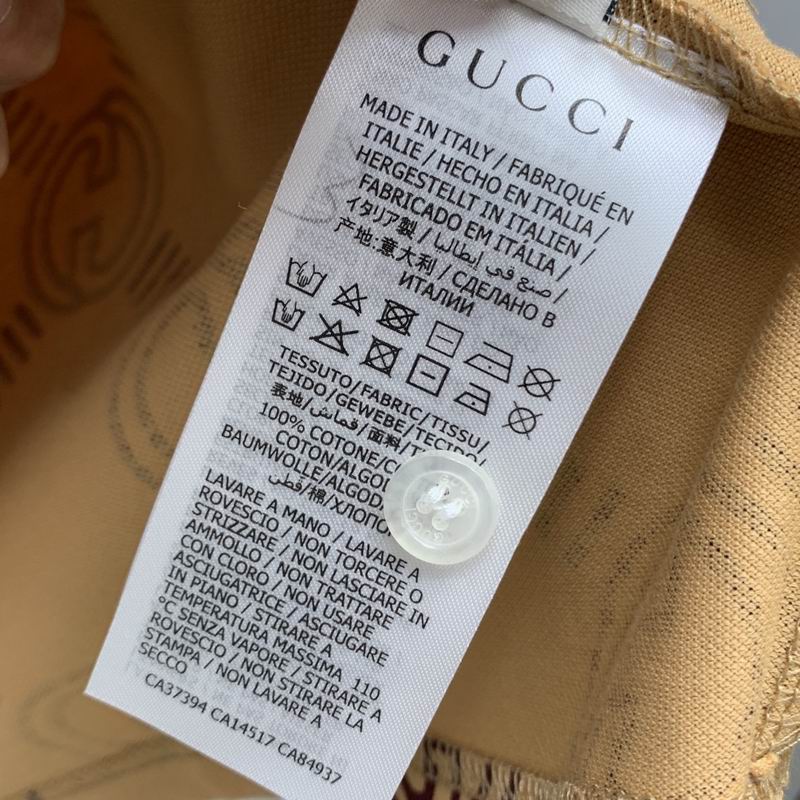 GUCCI
MADE IN ITALY / FABRIQUÉ EN
ITALIE / HECHO EN ITALIA /
HERGESTELLT IN ITALIEN /
FABRICADO EM ITÁLIA /
イタリア製 / صنع في إيطاليا /
产地:意大利 / СДЕЛАНО В
ИТАЛИИ
TESSUTO/FABRIC/TISSU/
TEJIDO/GEWEBE/TECIDO/
表地/قماش/面料/
100% COTONE/
COTON/
BAUMWOLLE/
قطن/棉/ХЛОПО
LAVARE A MANO / LAVARE A
ROVESCIO / NON TORCERE O
STRIZZARE / NON LASCIARE IN
AMMOLLO / NON TRATTARE
CON CLORO / NON USARE
ASCIUGATRICE / ASCIUGARE
IN PIANO / STIRARE A
TEMPERATURA MASSIMA 110
°C SENZA VAPORE / STIRARE A
ROVESCIO / NON STIRARE LA
STAMPA / NON LAVARE A
SECCO
CA37394 CA14517 CA84937